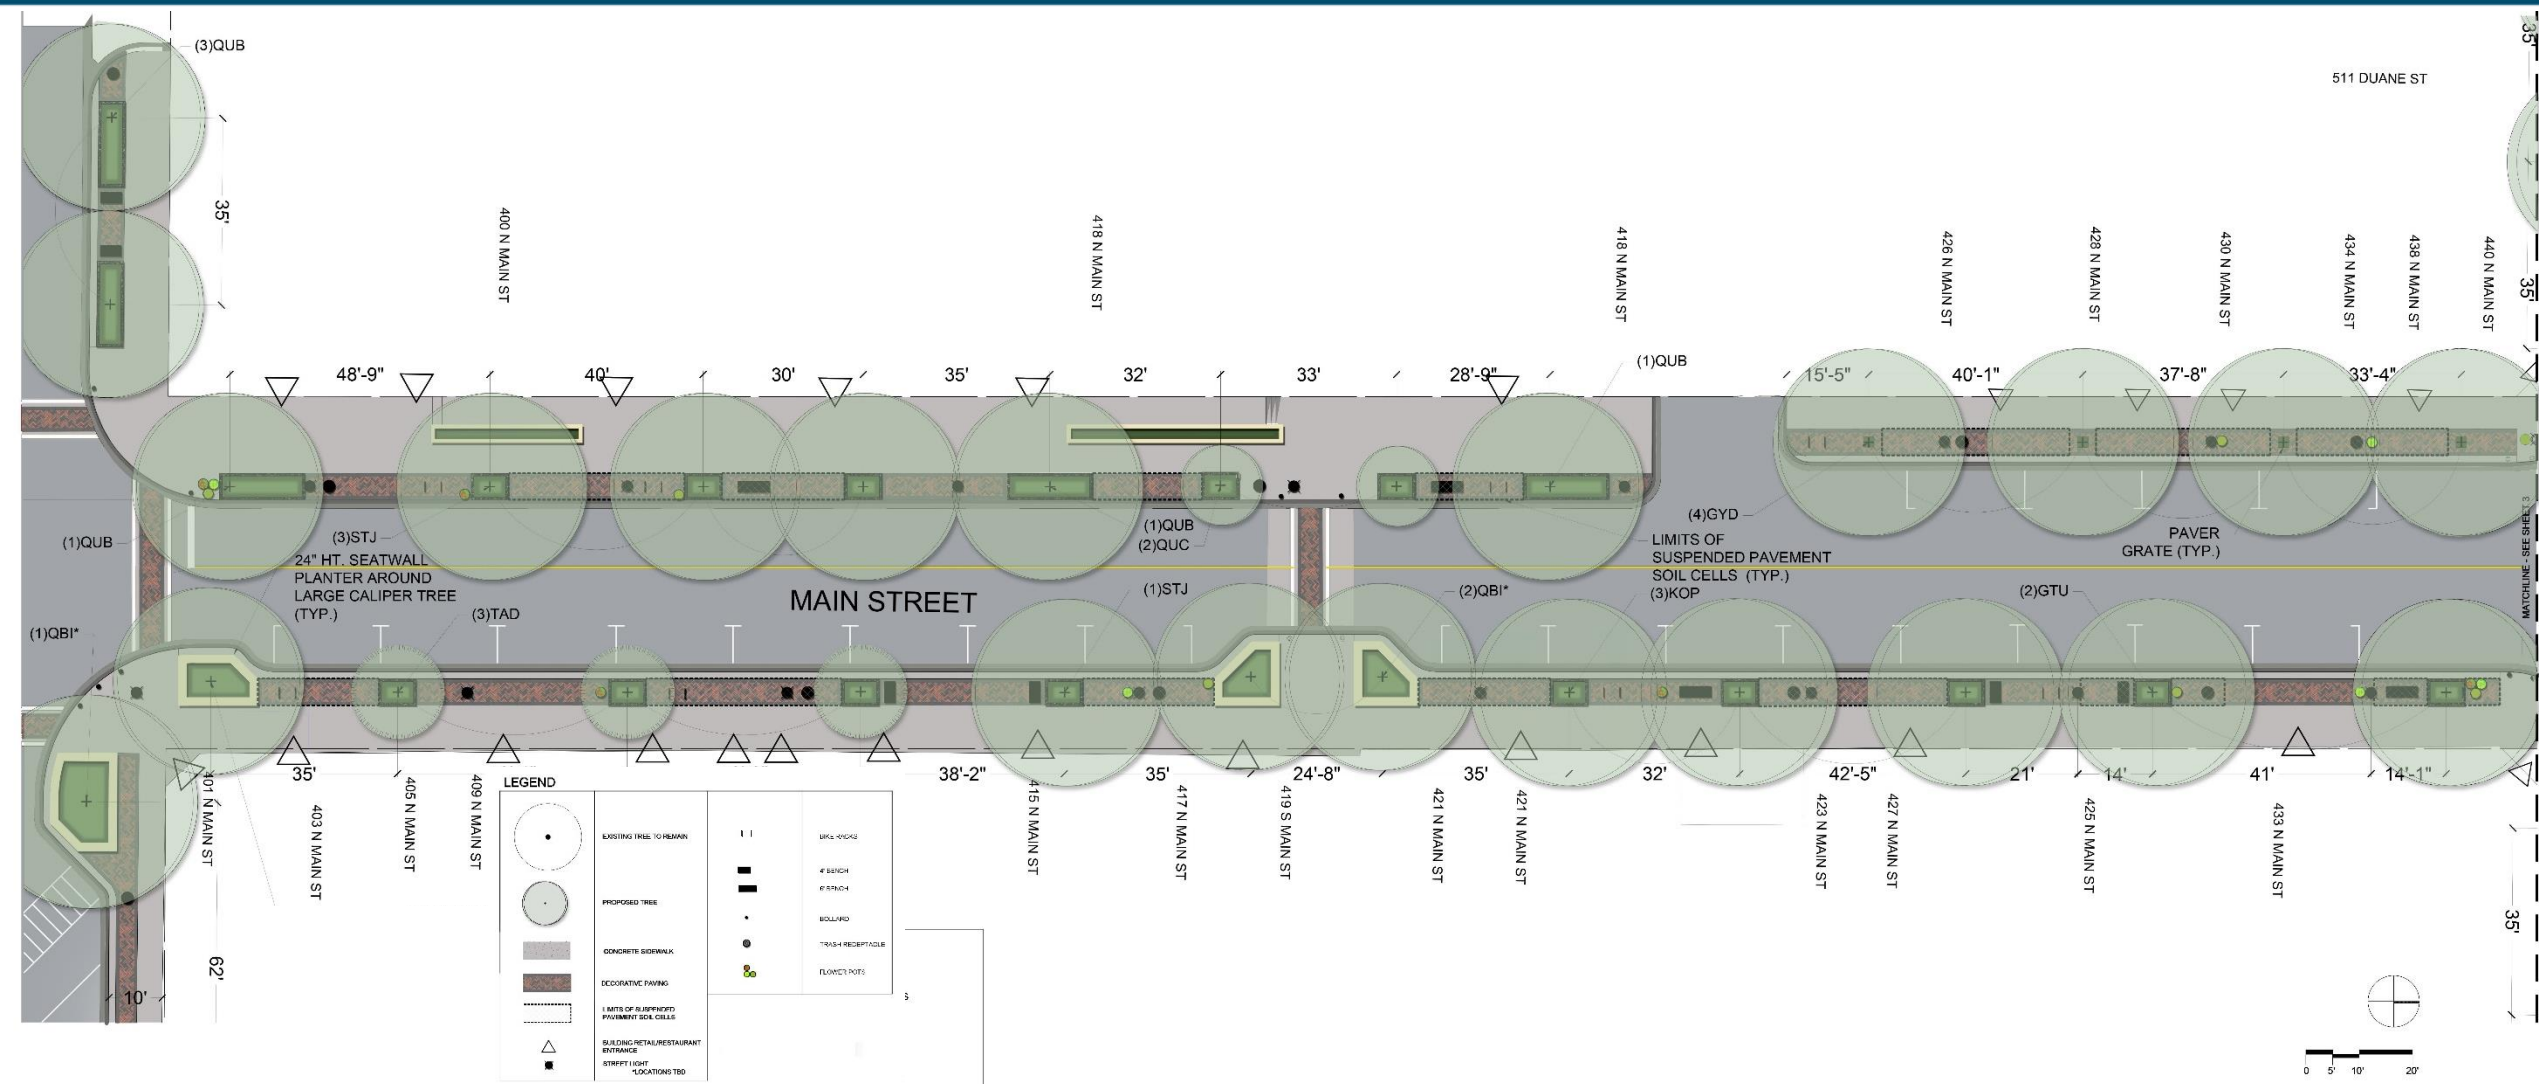 (3)QUB
35'
511 DUANE ST
35'
400 N MAIN ST
418 N MAIN ST
418 N MAIN ST
426 N MAIN ST
428 N MAIN ST
430 N MAIN ST
434 N MAIN ST
438 N MAIN ST
440 N MAIN ST
35'
35'
48'-9"
40'
30'
35'
32'
33'
28'-9"
(1)QUB
15'-5"
40'-1"
37'-8"
33'-4"
(1)QUB
(3)STJ
24" HT. SEATWALL
PLANTER AROUND
LARGE CALIPER TREE
(TYP.)
(1)QUB
(2)QUC
(4)GYD
LIMITS OF
SUSPENDED PAVEMENT
SOIL CELLS (TYP.)
PAVER
GRATE (TYP.)
MATCHLINE - SEE SHEET 3
MAIN STREET
(1)QBI*
(3)TAD
(1)STJ
(2)QBI*
(3)KOP
(2)GTU
35'
38'-2"
35'
24'-8"
35'
32'
42'-5"
21'
14'
41'
14'-1"
401 N MAIN ST
403 N MAIN ST
405 N MAIN ST
409 N MAIN ST
415 N MAIN ST
417 N MAIN ST
419 S MAIN ST
421 N MAIN ST
421 N MAIN ST
423 N MAIN ST
427 N MAIN ST
425 N MAIN ST
433 N MAIN ST
35'
62'
10'
LEGEND
EXISTING TREE TO REMAIN
PROPOSED TREE
CONCRETE SIDEWALK
DECORATIVE PAVING
LIMITS OF SUSPENDED
PAVEMENT SOIL CELLS
BUILDING RETAIL/RESTAURANT
ENTRANCE
STREET LIGHT
*LOCATIONS TBD
BIKE RACKS
4' BENCH
6' BENCH
BOLLARD
TRASH RECEPTABLE
FLOWER POTS
S
0 5' 10' 20'